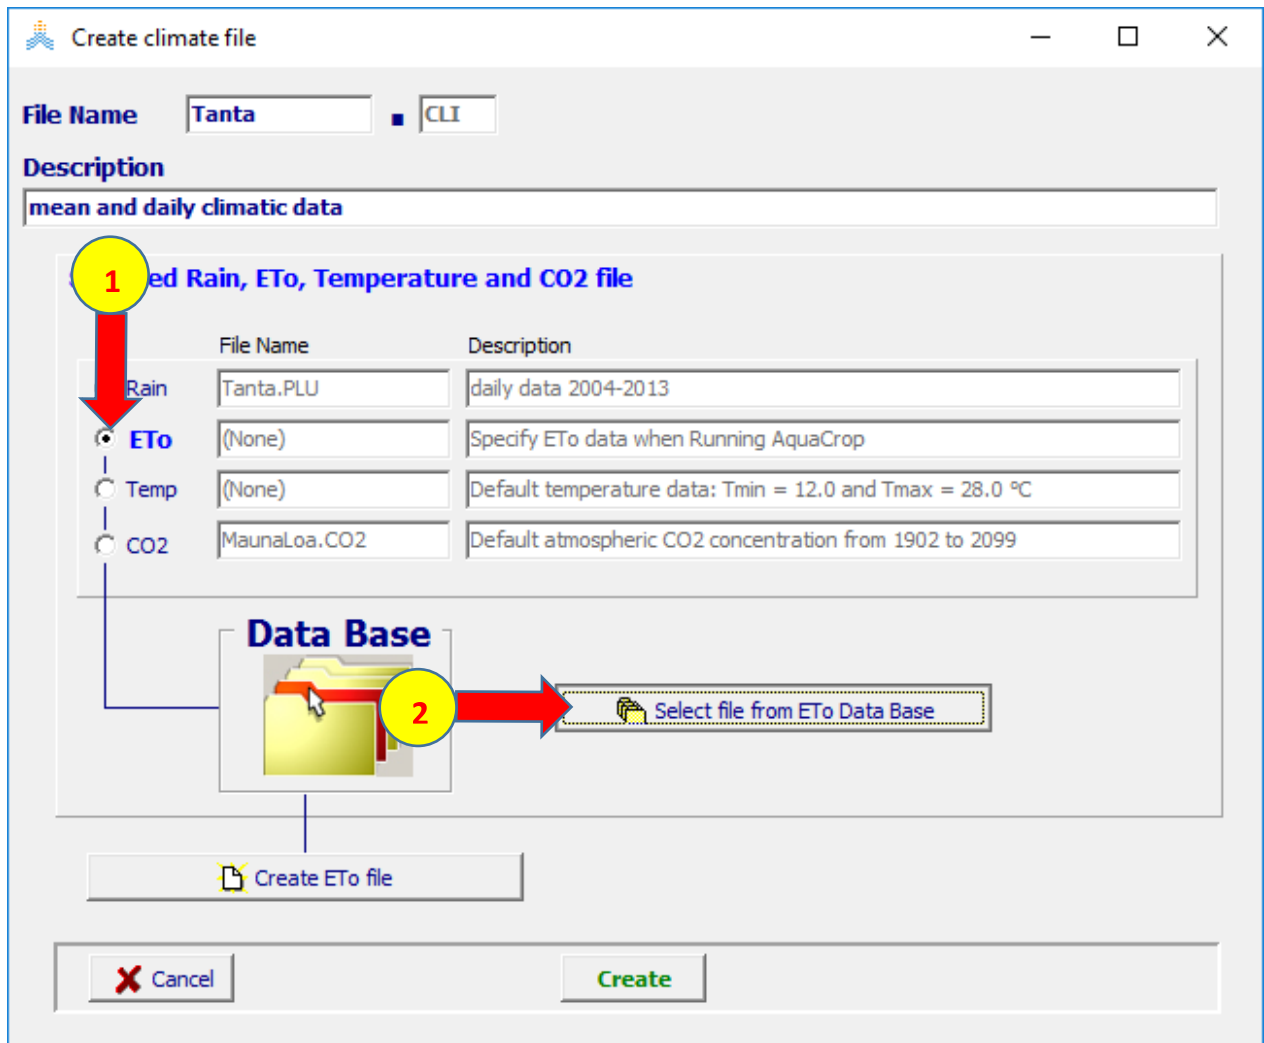 Create climate file
File Name Tanta . CLI
Description
mean and daily climatic data
1
ed Rain, ETo, Temperature and CO2 file
File Name Description
Rain Tanta.PLU daily data 2004-2013
ETo (None) Specify ETo data when Running AquaCrop
Temp (None) Default temperature data: Tmin = 12.0 and Tmax = 28.0 ºC
CO2 MaunaLoa.CO2 Default atmospheric CO2 concentration from 1902 to 2099
Data Base
2 Select file from ETo Data Base
Create ETo file
Cancel Create